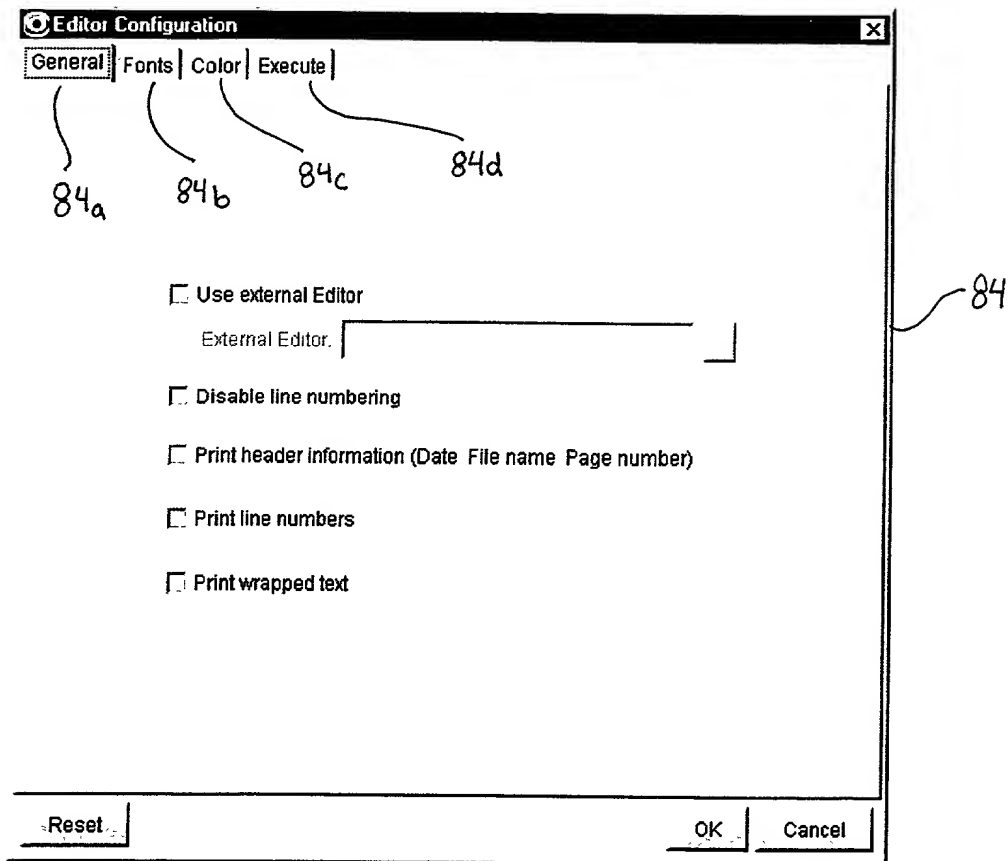 Editor Configuration
General Fonts Color Execute
84a 84b 84c 84d
84
Use external Editor
External Editor.
Disable line numbering
Print header information (Date File name Page number)
Print line numbers
Print wrapped text
Reset OK Cancel